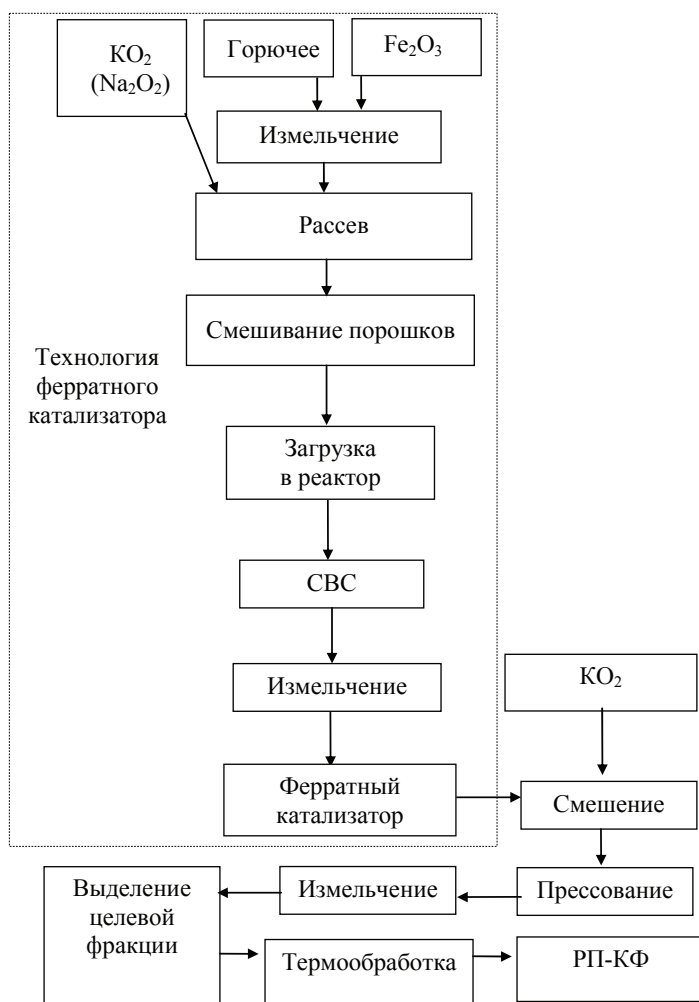 KO₂
(Na₂O₂)
Горючее
Fe₂O₃
Измельчение
Рассев
Смешивание порошков
Технология
ферратного
катализатора
Загрузка
в реактор
СВС
Измельчение
KO₂
Ферратный
катализатор
Смешение
Выделение
целевой
фракции
Измельчение
Прессование
Термообработка
РП-КФ